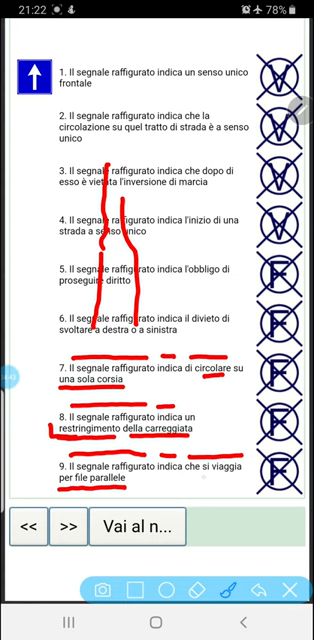 21:22
78%
1. Il segnale raffigurato indica un senso unico
frontale
V
2. Il segnale raffigurato indica che la
circolazione su quel tratto di strada è a senso
unico
V
3. Il segnale raffigurato indica che dopo di
esso è vietata l'inversione di marcia
V
4. Il segnale raffigurato indica l'inizio di una
strada a senso unico
V
5. Il segnale raffigurato indica l'obbligo di
proseguire diritto
F
6. Il segnale raffigurato indica il divieto di
svoltare a destra o a sinistra
F
7. Il segnale raffigurato indica di circolare su
una sola corsia
F
8. Il segnale raffigurato indica un
restringimento della carreggiata
F
9. Il segnale raffigurato indica che si viaggia
per file parallele
F
<< >> Vai al n...